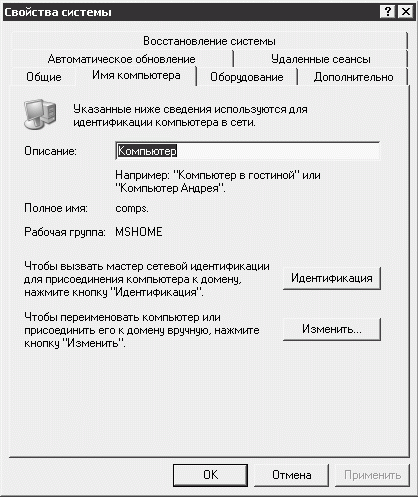 Свойства системы
Восстановление системы
Автоматическое обновление Удаленные сеансы
Общие Имя компьютера Оборудование Дополнительно
Указанные ниже сведения используются для
идентификации компьютера в сети.
Описание: Компьютер
Например: "Компьютер в гостиной" или
"Компьютер Андрея".
Полное имя: comps.
Рабочая группа: MSHOME
Чтобы вызвать мастер сетевой идентификации
для присоединения компьютера к домену,
нажмите кнопку "Идентификация".
Идентификация
Чтобы переименовать компьютер или
присоединить его к домену вручную, нажмите
кнопку "Изменить".
Изменить...
OK Отмена Применить